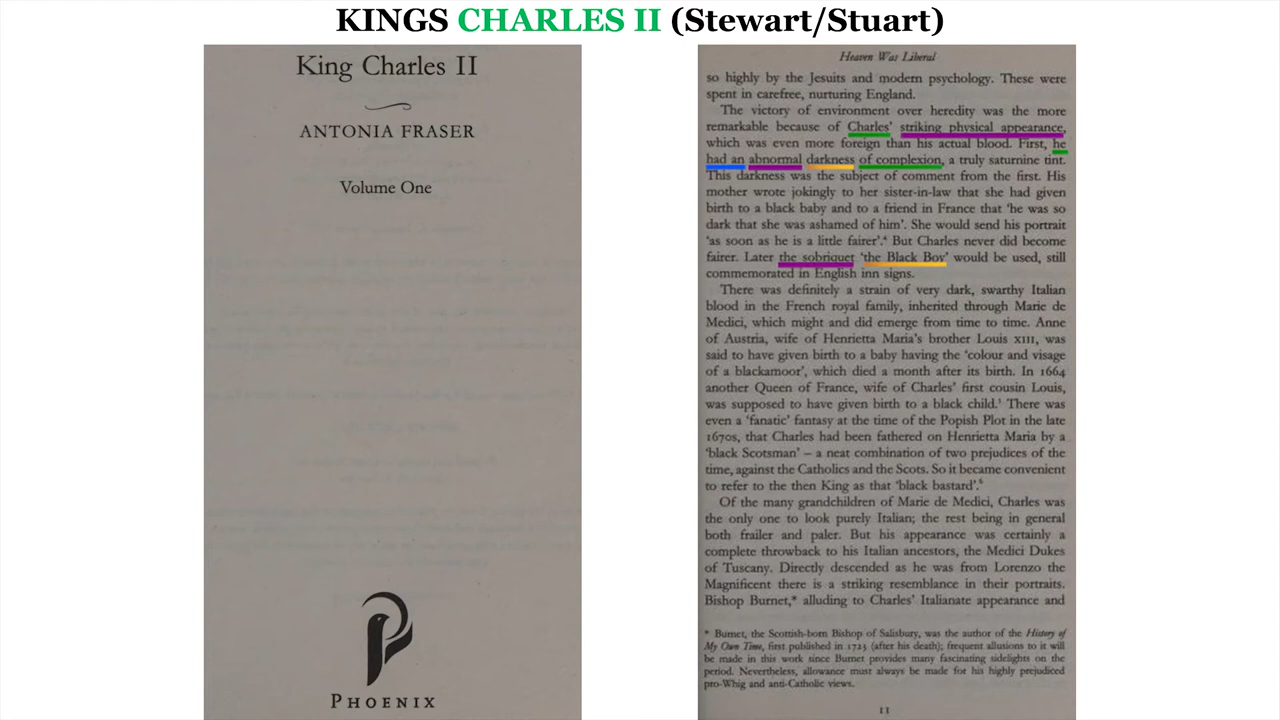 KINGS CHARLES II (Stewart/Stuart)
King Charles II
ANTONIA FRASER
Volume One
PHOENIX
Heaven Was Liberal
so highly by the Jesuits and modern psychology. These were
spent in carefree, nurturing England.
The victory of environment over heredity was the more
remarkable because of Charles' striking physical appearance,
which was even more foreign than his actual blood. First, he
had an abnormal darkness of complexion, a truly saturnine tint.
This darkness was the subject of comment from the first. His
mother wrote jokingly to her sister-in-law that she had given
birth to a black baby and to a friend in France that 'he was so
dark that she was ashamed of him'. She would send his portrait
'as soon as he is a little fairer'.⁴ But Charles never did become
fairer. Later the sobriquet 'the Black Boy' would be used, still
commemorated in English inn signs.
There was definitely a strain of very dark, swarthy Italian
blood in the French royal family, inherited through Marie de
Medici, which might and did emerge from time to time. Anne
of Austria, wife of Henrietta Maria's brother Louis XIII, was
said to have given birth to a baby having the 'colour and visage
of a blackamoor', which died a month after its birth. In 1664
another Queen of France, wife of Charles' first cousin Louis,
was supposed to have given birth to a black child.⁵ There was
even a 'fanatic' fantasy at the time of the Popish Plot in the late
1670s, that Charles had been fathered on Henrietta Maria by a
'black Scotsman' – a neat combination of two prejudices of the
time, against the Catholics and the Scots. So it became convenient
to refer to the then King as that 'black bastard'.⁶
Of the many grandchildren of Marie de Medici, Charles was
the only one to look purely Italian; the rest being in general
both frailer and paler. But his appearance was certainly a
complete throwback to his Italian ancestors, the Medici Dukes
of Tuscany. Directly descended as he was from Lorenzo the
Magnificent there is a striking resemblance in their portraits.
Bishop Burnet,* alluding to Charles' Italianate appearance and
* Burnet, the Scottish-born Bishop of Salisbury, was the author of the History of
My Own Time, first published in 1723 (after his death); frequent allusions to it will
be made in this work since Burnet provides many fascinating sidelights on the
period. Nevertheless, allowance must always be made for his highly prejudiced
pro-Whig and anti-Catholic views.
11